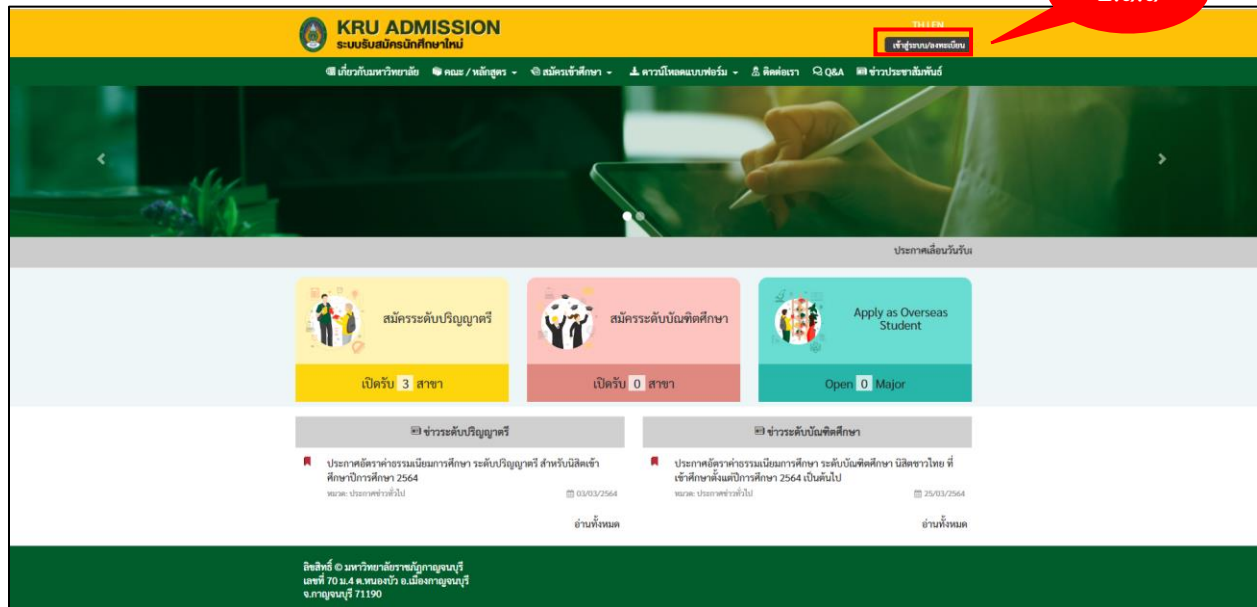 KRU ADMISSION
ระบบรับสมัครนักศึกษาใหม่
TH | EN
เข้าสู่ระบบ/ลงทะเบียน
เกี่ยวกับมหาวิทยาลัย คณะ / หลักสูตร สมัครเข้าศึกษา ดาวน์โหลดแบบฟอร์ม ติดต่อเรา Q&A ข่าวประชาสัมพันธ์
ประกาศเลื่อนวันรับ
สมัครระดับปริญญาตรี
เปิดรับ 3 สาขา
สมัครระดับบัณฑิตศึกษา
เปิดรับ 0 สาขา
Apply as Overseas
Student
Open 0 Major
ข่าวระดับปริญญาตรี
ประกาศอัตราค่าธรรมเนียมการศึกษา ระดับปริญญาตรี สำหรับนิสิตเข้า
ศึกษาปีการศึกษา 2564
หมวด: ประกาศข่าวทั่วไป 03/03/2564
อ่านทั้งหมด
ข่าวระดับบัณฑิตศึกษา
ประกาศอัตราค่าธรรมเนียมการศึกษา ระดับบัณฑิตศึกษา นิสิตชาวไทย ที่
เข้าศึกษาตั้งแต่ปีการศึกษา 2564 เป็นต้นไป
หมวด: ประกาศข่าวทั่วไป 25/03/2564
อ่านทั้งหมด
ลิขสิทธิ์ © มหาวิทยาลัยราชภัฏกาญจนบุรี
เลขที่ 70 ม.4 ต.หนองบัว อ.เมืองกาญจนบุรี
จ.กาญจนบุรี 71190